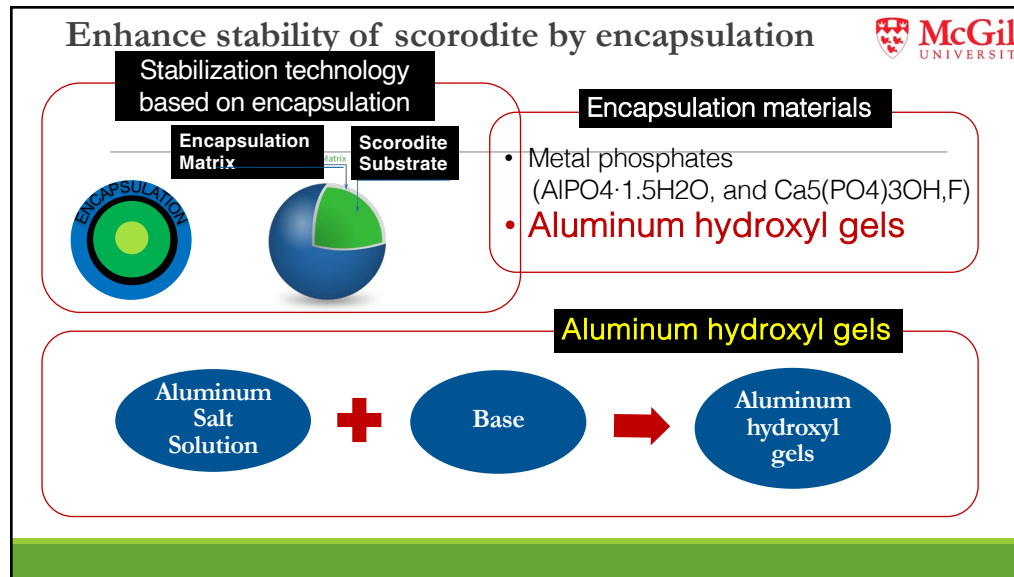 Enhance stability of scorodite by encapsulation
McGill
UNIVERSIT
Stabilization technology
based on encapsulation
Encapsulation
Matrix
Matrix
Scorodite
Substrate
ENCAPSULATION
Encapsulation materials
• Metal phosphates
(AlPO4·1.5H2O, and Ca5(PO4)3OH,F)
• Aluminum hydroxyl gels
Aluminum hydroxyl gels
Aluminum
Salt
Solution
Base
Aluminum
hydroxyl
gels